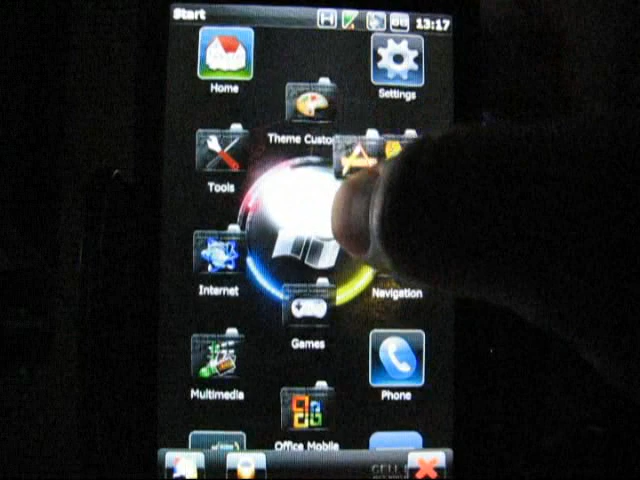 Start 13:17
Home
Settings
Theme Custo
Tools
Internet
Navigation
Games
Multimedia
Phone
Office Mobile